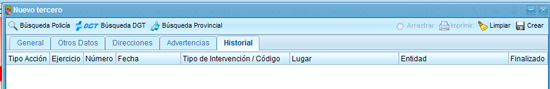 Nuevo tercero
Búsqueda Policía DGT Búsqueda DGT Búsqueda Provincial Arrastrar Imprimir Limpiar Crear
General Otros Datos Direcciones Advertencias Historial
Tipo Acción Ejercicio Número Fecha Tipo de Intervención / Código Lugar Entidad Finalizado